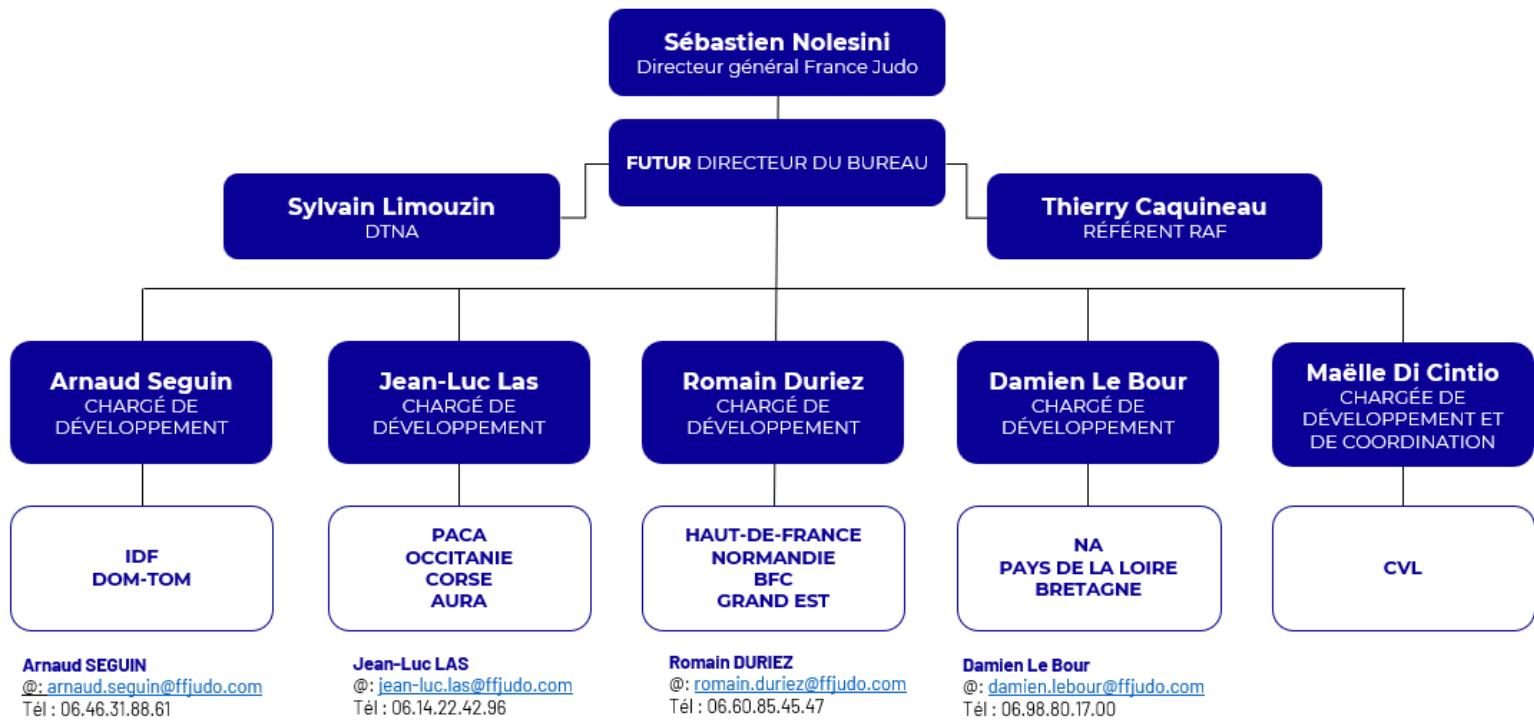 Sébastien Nolesini
Directeur général France Judo
FUTUR DIRECTEUR DU BUREAU
Sylvain Limouzin
DTNA
Thierry Caquineau
RÉFÉRENT RAF
Arnaud Seguin
CHARGÉ DE
DÉVELOPPEMENT
Jean-Luc Las
CHARGÉ DE
DÉVELOPPEMENT
Romain Duriez
CHARGÉ DE
DÉVELOPPEMENT
Damien Le Bour
CHARGÉ DE
DÉVELOPPEMENT
Maëlle Di Cintio
CHARGÉE DE
DÉVELOPPEMENT ET
DE COORDINATION
IDF
DOM-TOM
PACA
OCCITANIE
CORSE
AURA
HAUT-DE-FRANCE
NORMANDIE
BFC
GRAND EST
NA
PAYS DE LA LOIRE
BRETAGNE
CVL
Arnaud SEGUIN
@: arnaud.seguin@ffjudo.com
Tél : 06.46.31.88.61
Jean-Luc LAS
@: jean-luc.las@ffjudo.com
Tél : 06.14.22.42.96
Romain DURIEZ
@: romain.duriez@ffjudo.com
Tél : 06.60.85.45.47
Damien Le Bour
@: damien.lebour@ffjudo.com
Tél : 06.98.80.17.00